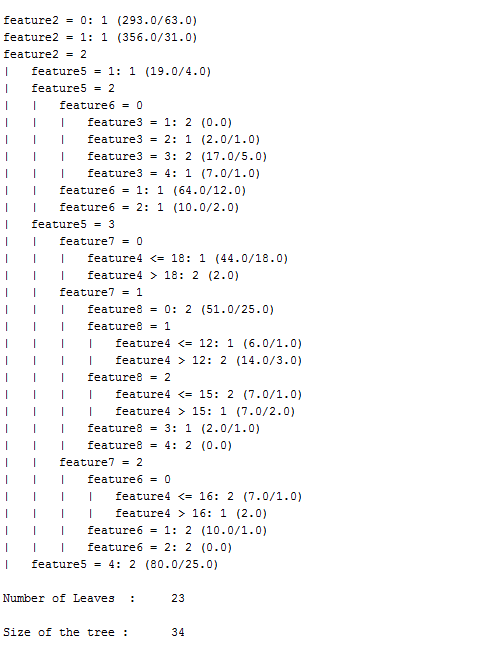 feature2 = 0: 1 (293.0/63.0)
feature2 = 1: 1 (356.0/31.0)
feature2 = 2
|   feature5 = 1: 1 (19.0/4.0)
|   feature5 = 2
|   |   feature6 = 0
|   |   |   feature3 = 1: 2 (0.0)
|   |   |   feature3 = 2: 1 (2.0/1.0)
|   |   |   feature3 = 3: 2 (17.0/5.0)
|   |   |   feature3 = 4: 1 (7.0/1.0)
|   |   feature6 = 1: 1 (64.0/12.0)
|   |   feature6 = 2: 1 (10.0/2.0)
|   feature5 = 3
|   |   feature7 = 0
|   |   |   feature4 <= 18: 1 (44.0/18.0)
|   |   |   feature4 > 18: 2 (2.0)
|   |   feature7 = 1
|   |   |   feature8 = 0: 2 (51.0/25.0)
|   |   |   feature8 = 1
|   |   |   |   feature4 <= 12: 1 (6.0/1.0)
|   |   |   |   feature4 > 12: 2 (14.0/3.0)
|   |   |   feature8 = 2
|   |   |   |   feature4 <= 15: 2 (7.0/1.0)
|   |   |   |   feature4 > 15: 1 (7.0/2.0)
|   |   |   feature8 = 3: 1 (2.0/1.0)
|   |   |   feature8 = 4: 2 (0.0)
|   |   feature7 = 2
|   |   |   feature6 = 0
|   |   |   |   feature4 <= 16: 2 (7.0/1.0)
|   |   |   |   feature4 > 16: 1 (2.0)
|   |   |   feature6 = 1: 2 (10.0/1.0)
|   |   |   feature6 = 2: 2 (0.0)
|   feature5 = 4: 2 (80.0/25.0)
Number of Leaves  :     23
Size of the tree :      34